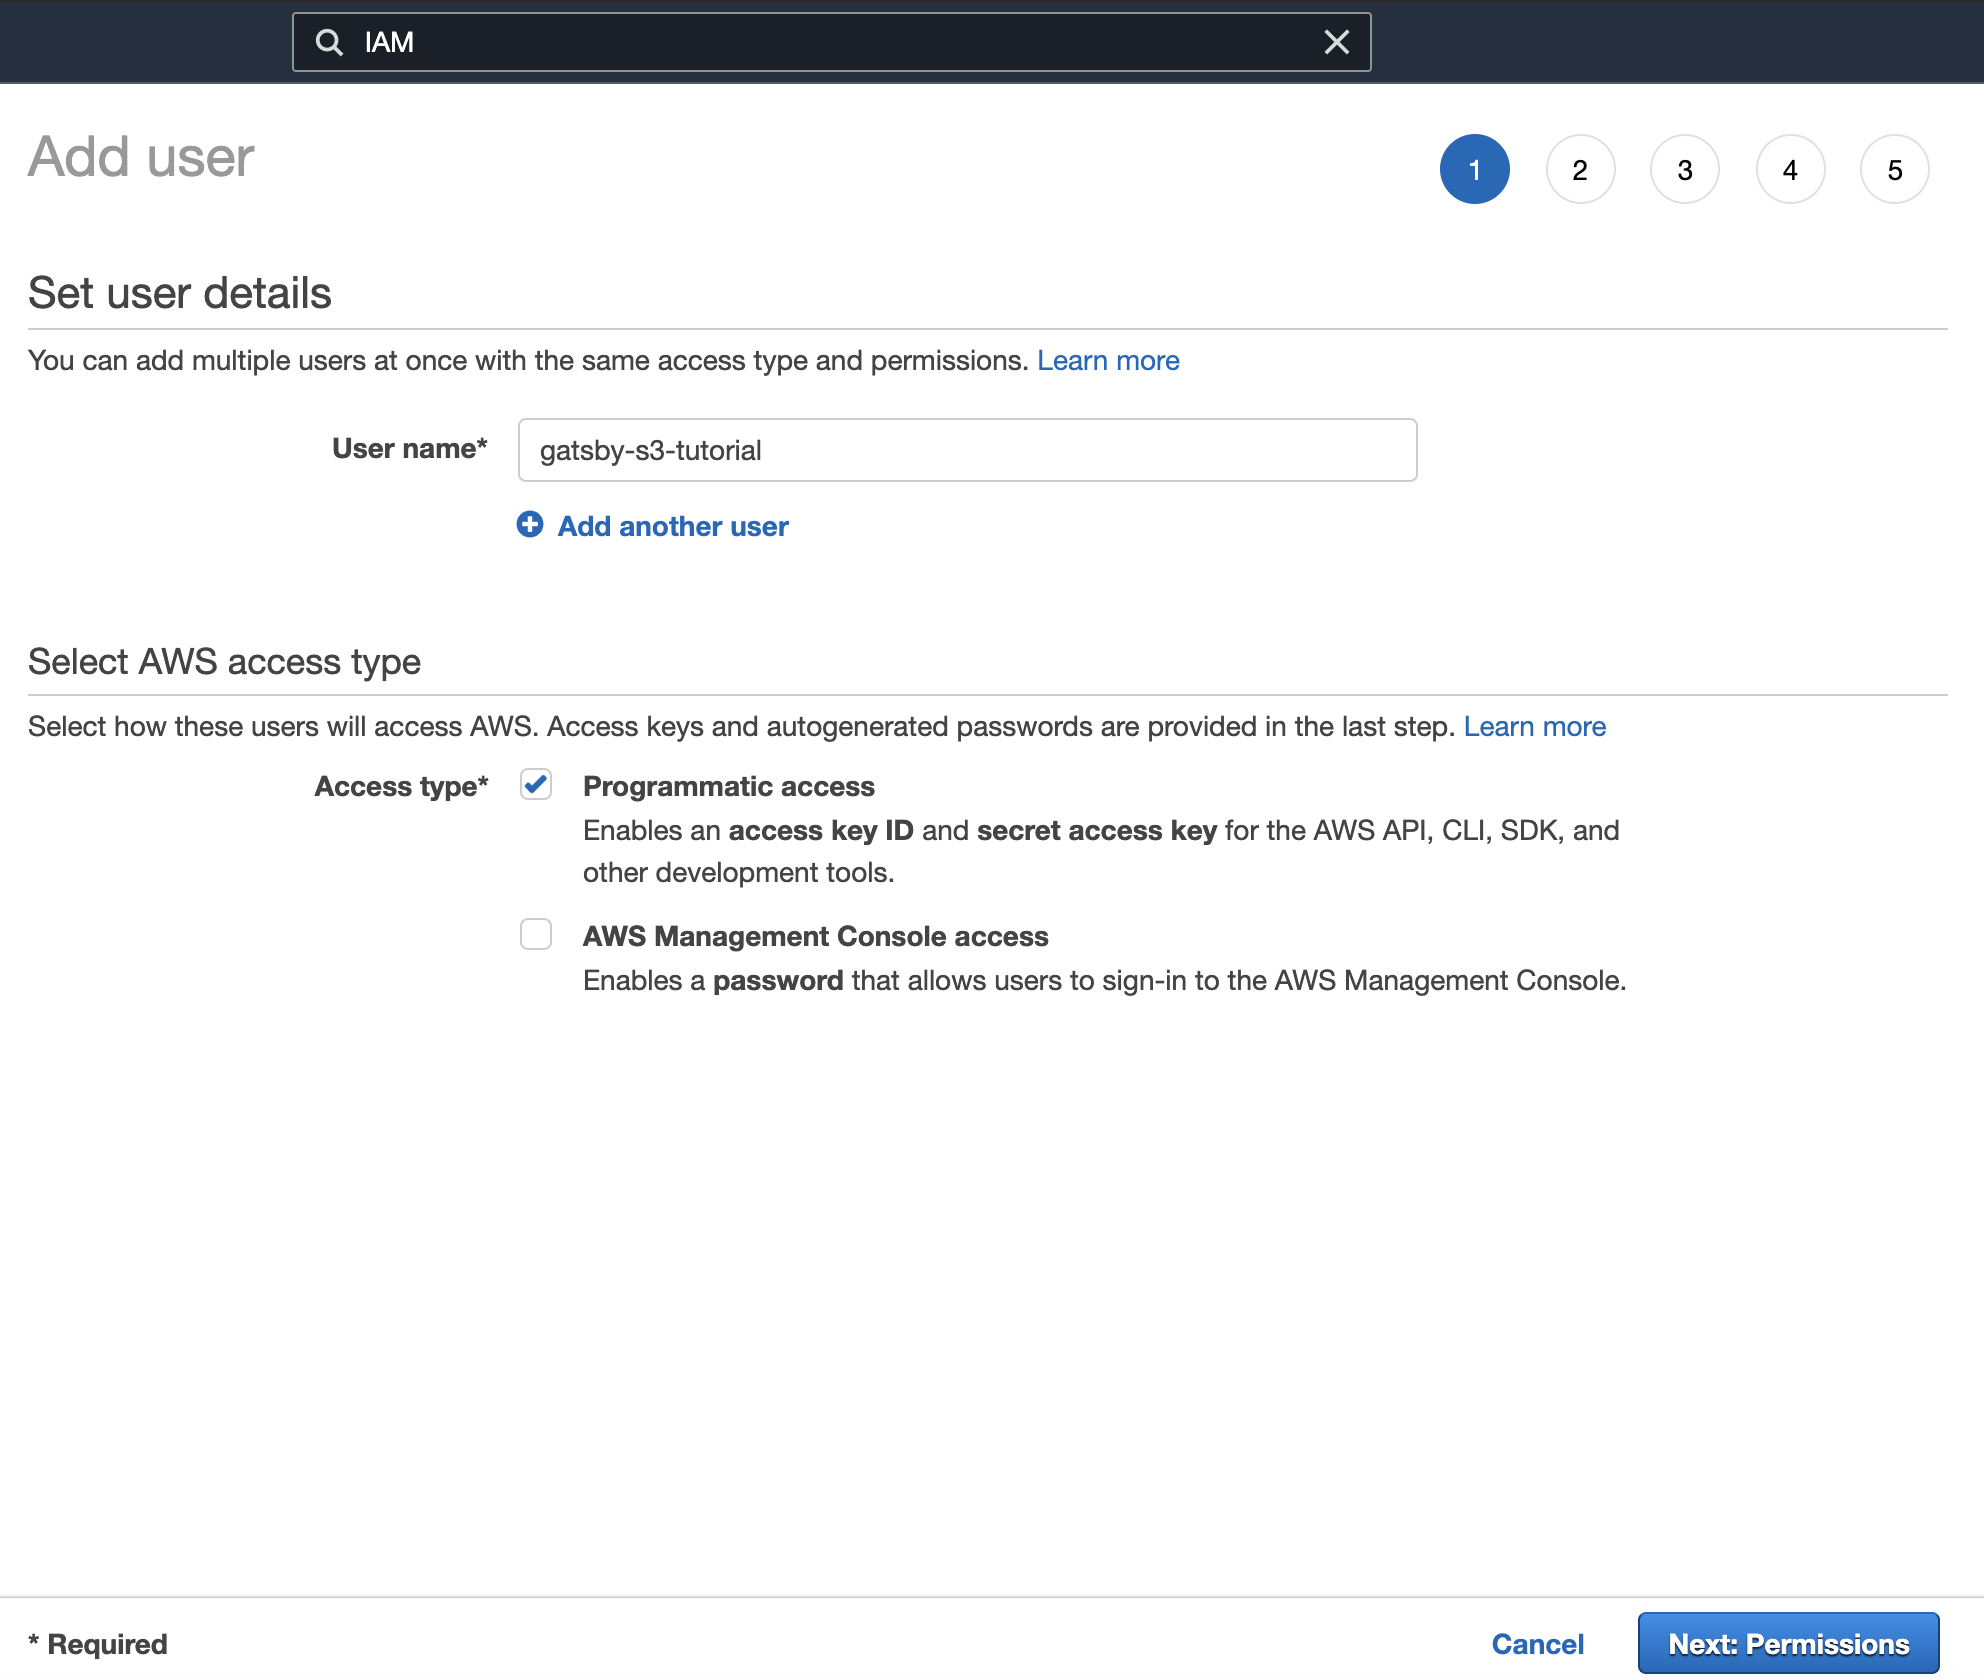 IAM
Add user
1 2 3 4 5
Set user details
You can add multiple users at once with the same access type and permissions. Learn more
User name* gatsby-s3-tutorial
Add another user
Select AWS access type
Select how these users will access AWS. Access keys and autogenerated passwords are provided in the last step. Learn more
Access type* Programmatic access
Enables an access key ID and secret access key for the AWS API, CLI, SDK, and
other development tools.
AWS Management Console access
Enables a password that allows users to sign-in to the AWS Management Console.
* Required Cancel Next: Permissions